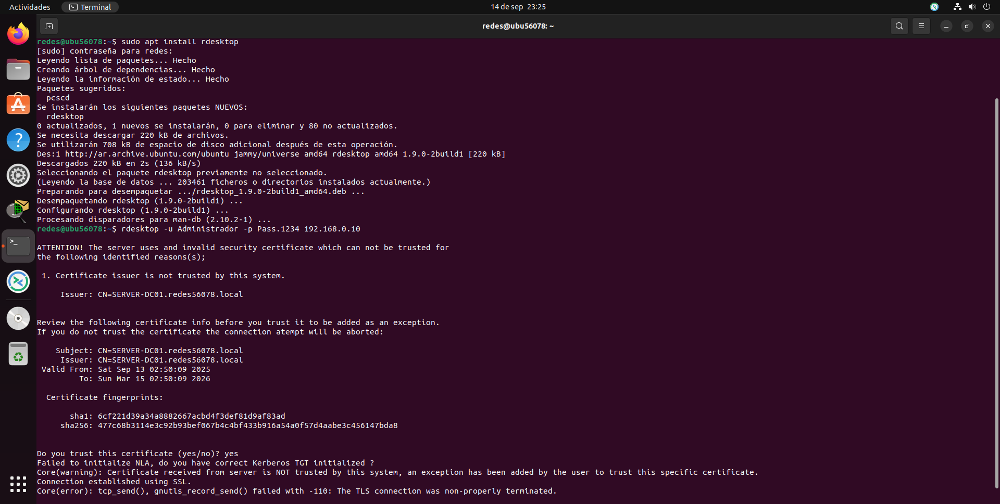 Actividades
Terminal
14 de sep 23:25
redes@ubu56078: ~
redes@ubu56078:~$ sudo apt install rdesktop
[sudo] contraseña para redes:
Leyendo lista de paquetes... Hecho
Creando árbol de dependencias... Hecho
Leyendo la información de estado... Hecho
Paquetes sugeridos:
  pcscd
Se instalarán los siguientes paquetes NUEVOS:
  rdesktop
0 actualizados, 1 nuevos se instalarán, 0 para eliminar y 80 no actualizados.
Se necesita descargar 220 kB de archivos.
Se utilizarán 708 kB de espacio de disco adicional después de esta operación.
Des:1 http://ar.archive.ubuntu.com/ubuntu jammy/universe amd64 rdesktop amd64 1.9.0-2build1 [220 kB]
Descargados 220 kB en 2s (136 kB/s)
Seleccionando el paquete rdesktop previamente no seleccionado.
(Leyendo la base de datos ... 203461 ficheros o directorios instalados actualmente.)
Preparando para desempaquetar .../rdesktop_1.9.0-2build1_amd64.deb ...
Desempaquetando rdesktop (1.9.0-2build1) ...
Configurando rdesktop (1.9.0-2build1) ...
Procesando disparadores para man-db (2.10.2-1) ...
redes@ubu56078:~$ rdesktop -u Administrador -p Pass.1234 192.168.0.10
ATTENTION! The server uses and invalid security certificate which can not be trusted for
the following identified reasons(s);
 1. Certificate issuer is not trusted by this system.
     Issuer: CN=SERVER-DC01.redes56078.local
Review the following certificate info before you trust it to be added as an exception.
If you do not trust the certificate the connection atempt will be aborted:
    Subject: CN=SERVER-DC01.redes56078.local
     Issuer: CN=SERVER-DC01.redes56078.local
 Valid From: Sat Sep 13 02:50:09 2025
         To: Sun Mar 15 02:50:09 2026
  Certificate fingerprints:
       sha1: 6cf221d39a34a8882667acbd4f3def81d9af83ad
     sha256: 477c68b3114e3c92b93bef067b4c4bf433b916a54a0f57d4aabe3c456147bda8
Do you trust this certificate (yes/no)? yes
Failed to initialize NLA, do you have correct Kerberos TGT initialized ?
Core(warning): Certificate received from server is NOT trusted by this system, an exception has been added by the user to trust this specific certificate.
Connection established using SSL.
Core(error): tcp_send(), gnutls_record_send() failed with -110: The TLS connection was non-properly terminated.